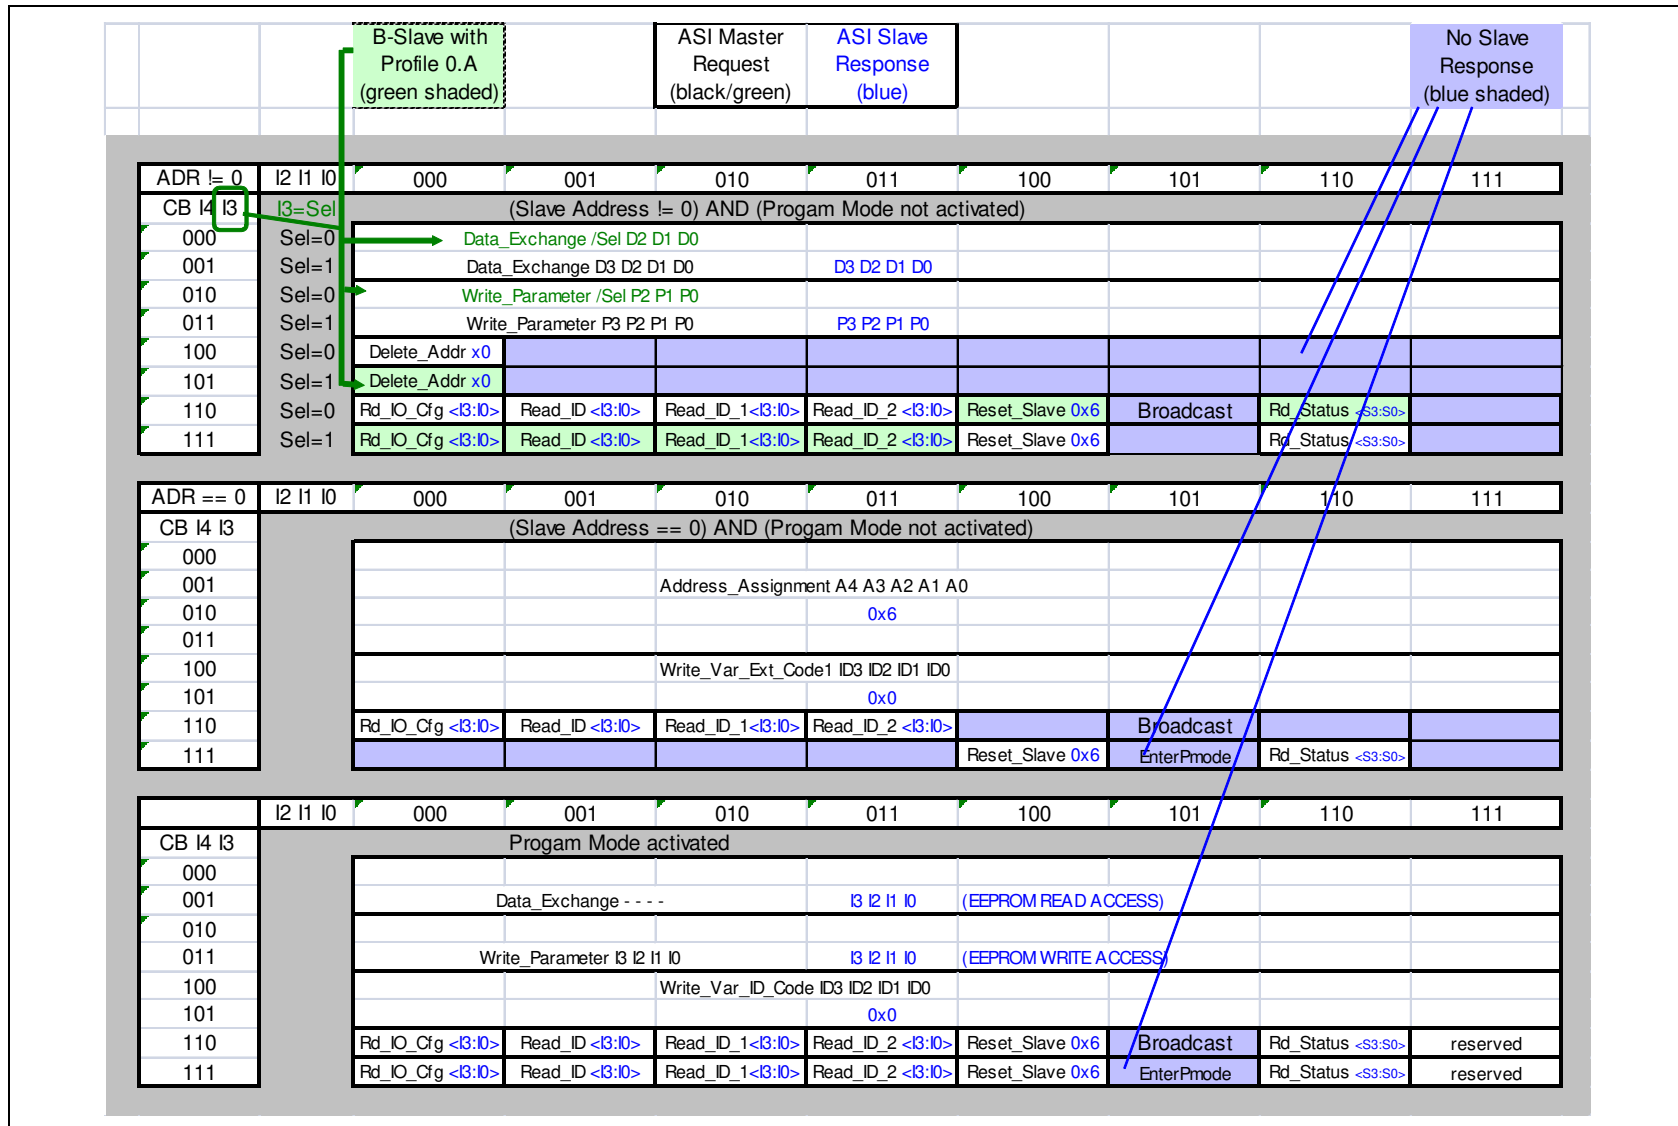 B-Slave with
Profile 0.A
(green shaded)
ASI Master
Request
(black/green)
ASI Slave
Response
(blue)
No Slave
Response
(blue shaded)
ADR != 0 I2 I1 I0 000 001 010 011 100 101 110 111
CB I4 I3 I3=Sel (Slave Address != 0) AND (Progam Mode not activated)
000 Sel=0 Data_Exchange /Sel D2 D1 D0
001 Sel=1 Data_Exchange D3 D2 D1 D0 D3 D2 D1 D0
010 Sel=0 Write_Parameter /Sel P2 P1 P0
011 Sel=1 Write_Parameter P3 P2 P1 P0 P3 P2 P1 P0
100 Sel=0 Delete_Addr x0
101 Sel=1 Delete_Addr x0
110 Sel=0 Rd_IO_Cfg <I3:I0> Read_ID <I3:I0> Read_ID_1<I3:I0> Read_ID_2 <I3:I0> Reset_Slave 0x6 Broadcast Rd_Status <S3:S0>
111 Sel=1 Rd_IO_Cfg <I3:I0> Read_ID <I3:I0> Read_ID_1<I3:I0> Read_ID_2 <I3:I0> Reset_Slave 0x6 Rd_Status <S3:S0>
ADR == 0 I2 I1 I0 000 001 010 011 100 101 110 111
CB I4 I3 (Slave Address == 0) AND (Progam Mode not activated)
000
001 Address_Assignment A4 A3 A2 A1 A0
010 0x6
011
100 Write_Var_Ext_Code1 ID3 ID2 ID1 ID0
101 0x0
110 Rd_IO_Cfg <I3:I0> Read_ID <I3:I0> Read_ID_1<I3:I0> Read_ID_2 <I3:I0> Broadcast
111 Reset_Slave 0x6 EnterPmode Rd_Status <S3:S0>
I2 I1 I0 000 001 010 011 100 101 110 111
CB I4 I3 Progam Mode activated
000
001 Data_Exchange - - - - I3 I2 I1 I0 (EEPROM READ ACCESS)
010
011 Write_Parameter I3 I2 I1 I0 I3 I2 I1 I0 (EEPROM WRITE ACCESS)
100 Write_Var_ID_Code ID3 ID2 ID1 ID0
101 0x0
110 Rd_IO_Cfg <I3:I0> Read_ID <I3:I0> Read_ID_1<I3:I0> Read_ID_2 <I3:I0> Reset_Slave 0x6 Broadcast Rd_Status <S3:S0> reserved
111 Rd_IO_Cfg <I3:I0> Read_ID <I3:I0> Read_ID_1<I3:I0> Read_ID_2 <I3:I0> Reset_Slave 0x6 EnterPmode Rd_Status <S3:S0> reserved